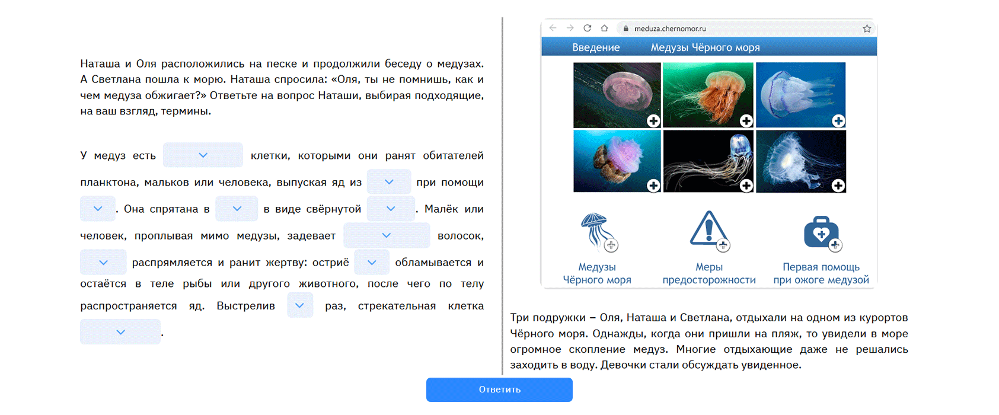 Наташа и Оля расположились на песке и продолжили беседу о медузах.
А Светлана пошла к морю. Наташа спросила: «Оля, ты не помнишь, как и
чем медуза обжигает?» Ответьте на вопрос Наташи, выбирая подходящие,
на ваш взгляд, термины.
У медуз есть клетки, которыми они ранят обитателей
планктона, мальков или человека, выпуская яд из при помощи
. Она спрятана в в виде свёрнутой . Малёк или
человек, проплывая мимо медузы, задевает волосок,
распрямляется и ранит жертву: остриё обламывается и
остаётся в теле рыбы или другого животного, после чего по телу
распространяется яд. Выстрелив раз, стрекательная клетка
.
meduza.chernomor.ru
Введение Медузы Чёрного моря
Медузы
Чёрного моря
Меры
предосторожности
Первая помощь
при ожоге медузой
Три подружки – Оля, Наташа и Светлана, отдыхали на одном из курортов
Чёрного моря. Однажды, когда они пришли на пляж, то увидели в море
огромное скопление медуз. Многие отдыхающие даже не решались
заходить в воду. Девочки стали обсуждать увиденное.
Ответить